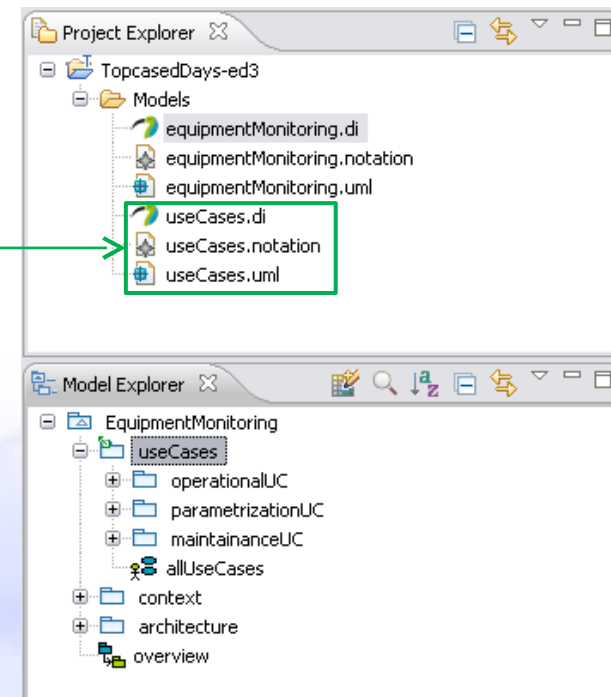 Project Explorer
TopcasedDays-ed3
Models
equipmentMonitoring.di
equipmentMonitoring.notation
equipmentMonitoring.uml
useCases.di
useCases.notation
useCases.uml
Model Explorer
EquipmentMonitoring
useCases
operationalUC
parametrizationUC
maintainanceUC
allUseCases
context
architecture
overview